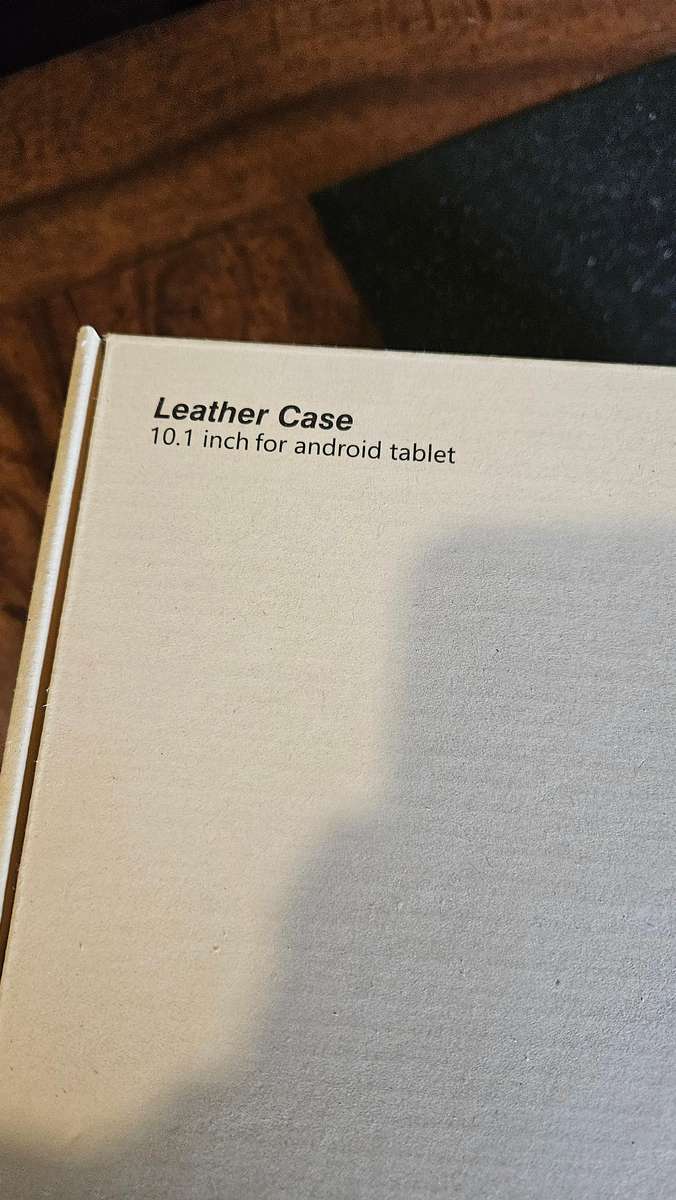 Leather Case
10.1 inch for android tablet